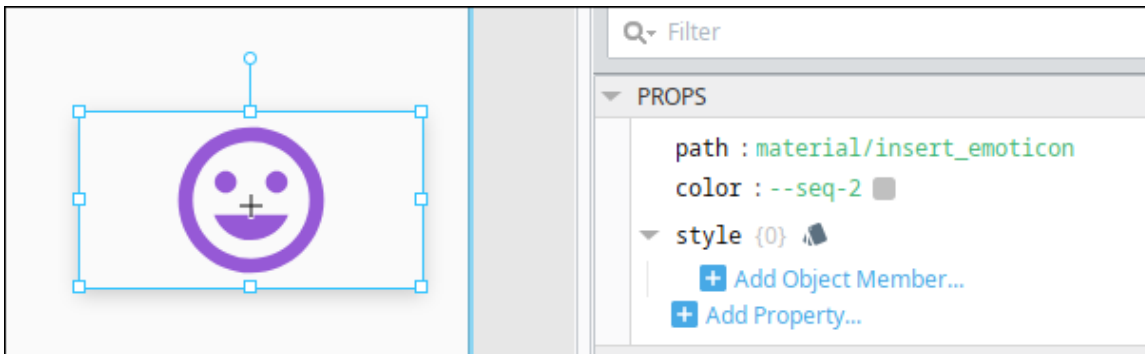 Filter
PROPS
path : material/insert_emoticon
color : --seq-2
style {0}
Add Object Member...
Add Property...